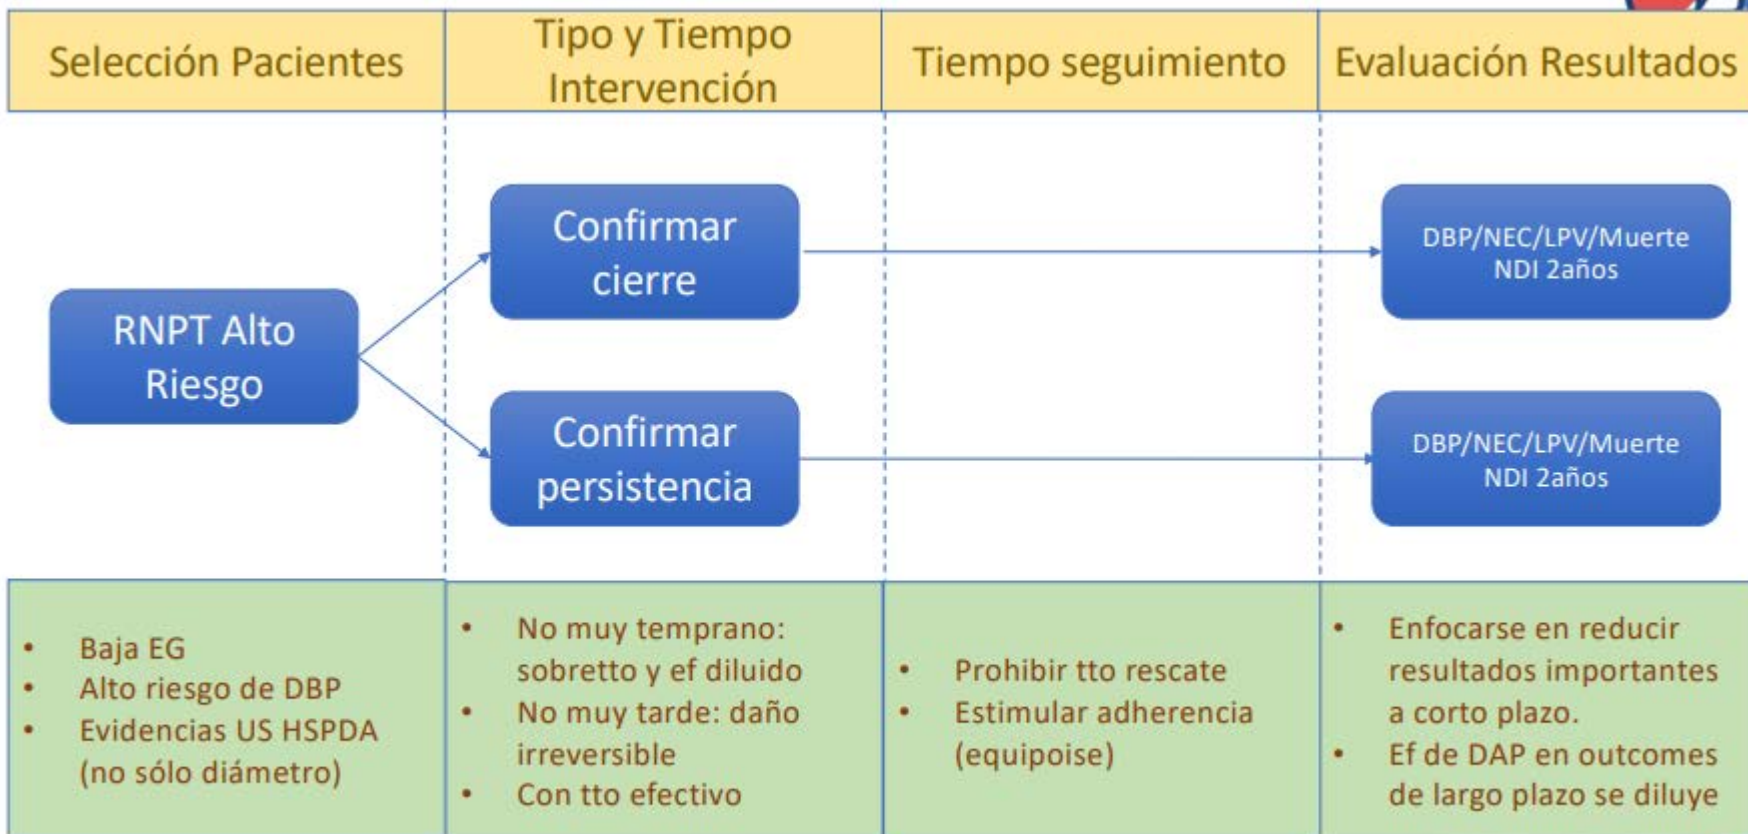 Selección Pacientes
Tipo y Tiempo
Intervención
Tiempo seguimiento
Evaluación Resultados
RNPT Alto
Riesgo
Confirmar
cierre
Confirmar
persistencia
DBP/NEC/LPV/Muerte
NDI 2años
DBP/NEC/LPV/Muerte
NDI 2años
• Baja EG
• Alto riesgo de DBP
• Evidencias US HSPDA
(no sólo diámetro)
• No muy temprano:
sobretto y ef diluido
• No muy tarde: daño
irreversible
• Con tto efectivo
• Prohibir tto rescate
• Estimular adherencia
(equipoise)
• Enfocarse en reducir
resultados importantes
a corto plazo.
• Ef de DAP en outcomes
de largo plazo se diluye